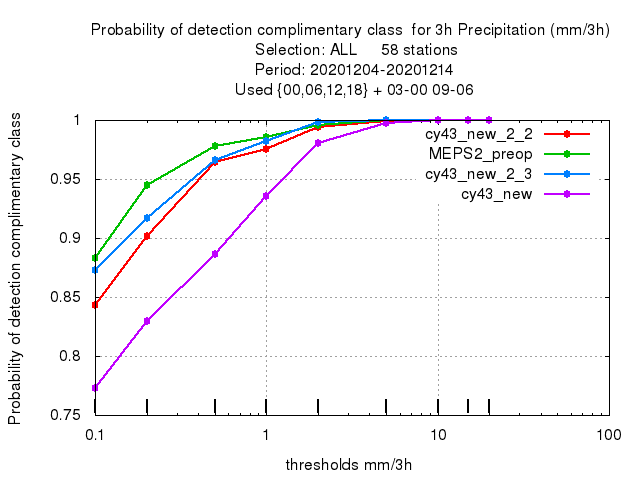 Probability of detection complimentary class  for 3h Precipitation (mm/3h)
Selection: ALL     58 stations
Period: 20201204-20201214
Used {00,06,12,18} + 03-00 09-06
Probability of detection complimentary class
1
0.95
0.9
0.85
0.8
0.75
cy43_new_2_2
MEPS2_preop
cy43_new_2_3
cy43_new
0.1 1 10 100
thresholds mm/3h